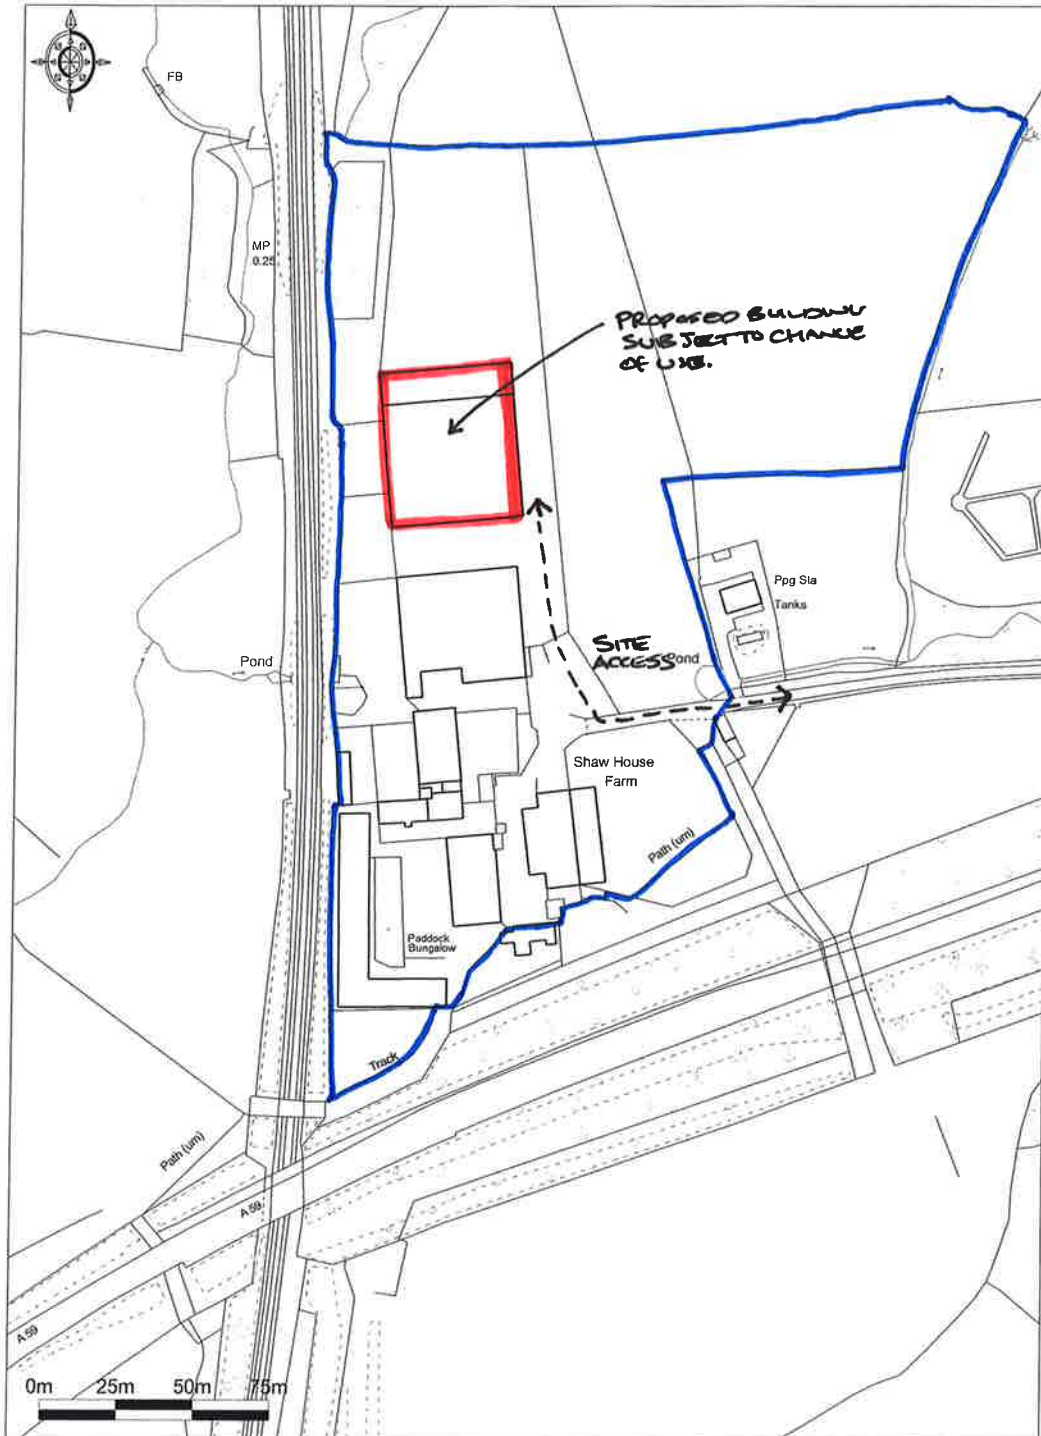 FB
MP
0.25
PROPOSED BUILDING
SUBJECT TO CHANGE
OF USE.
Ppg Sta
Tanks
SITE
ACCESS
Pond
Pond
Shaw House
Farm
Path (um)
Paddock
Bungalow
Track
Path (um)
A 59
A 59
0m 25m 50m 75m